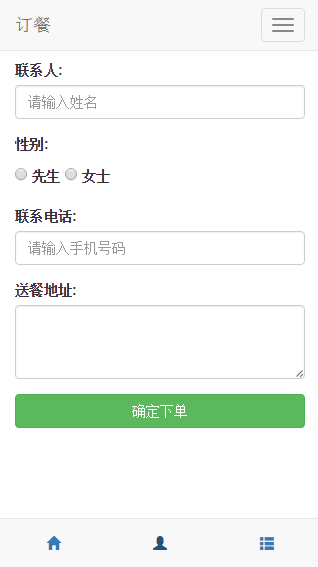 订餐
联系人:
请输入姓名
性别:
先生 女士
联系电话:
请输入手机号码
送餐地址:
确定下单